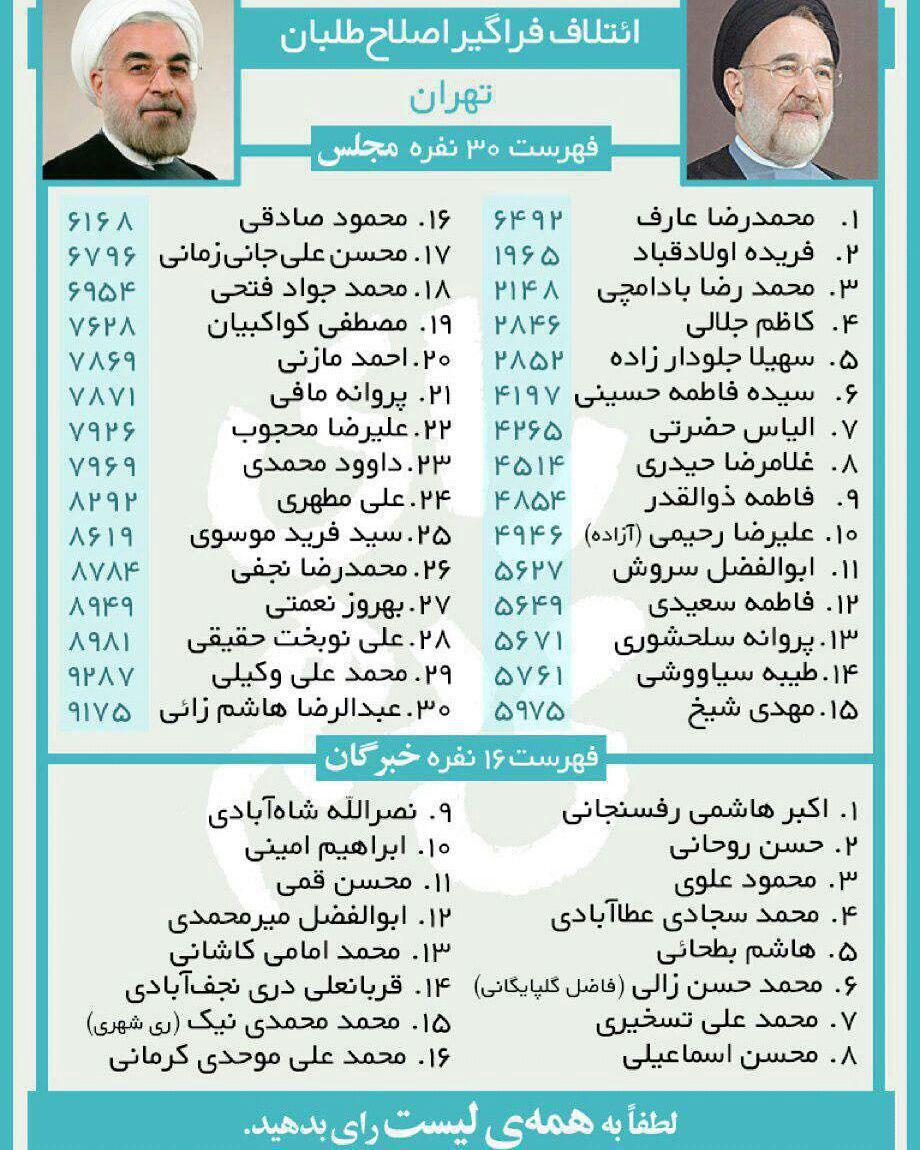 ائتلاف فراگیر اصلاح‌طلبان
تهران
فهرست ۳۰ نفره مجلس
۱. محمدرضا عارف ۶۴۹۲
۲. فریده اولادقباد ۱۹۶۵
۳. محمد رضا بادامچی ۲۱۴۸
۴. کاظم جلالی ۲۸۴۶
۵. سهیلا جلودار زاده ۲۸۵۲
۶. سیده فاطمه حسینی ۴۱۹۷
۷. الیاس حضرتی ۴۲۶۵
۸. غلامرضا حیدری ۴۵۱۴
۹. فاطمه ذوالقدر ۴۸۵۴
۱۰. علیرضا رحیمی (آزاده) ۴۹۴۶
۱۱. ابوالفضل سروش ۵۶۲۷
۱۲. فاطمه سعیدی ۵۶۴۹
۱۳. پروانه سلحشوری ۵۶۷۱
۱۴. طیبه سیاووشی ۵۷۶۱
۱۵. مهدی شیخ ۵۹۷۵
۱۶. محمود صادقی ۶۱۶۸
۱۷. محسن علی‌جانی‌زمانی ۶۷۹۶
۱۸. محمد جواد فتحی ۶۹۵۴
۱۹. مصطفی کواکبیان ۷۶۲۸
۲۰. احمد مازنی ۷۸۶۹
۲۱. پروانه مافی ۷۸۷۱
۲۲. علیرضا محجوب ۷۹۲۶
۲۳. داوود محمدی ۷۹۶۹
۲۴. علی مطهری ۸۲۹۲
۲۵. سید فرید موسوی ۸۶۱۹
۲۶. محمدرضا نجفی ۸۷۸۴
۲۷. بهروز نعمتی ۸۹۴۹
۲۸. علی نوبخت حقیقی ۸۹۸۱
۲۹. محمد علی وکیلی ۹۲۸۷
۳۰. عبدالرضا هاشم زائی ۹۱۷۵
فهرست ۱۶ نفره خبرگان
۱. اکبر هاشمی رفسنجانی
۲. حسن روحانی
۳. محمود علوی
۴. محمد سجادی عطاآبادی
۵. هاشم بطحائی
۶. محمد حسن زالی (فاضل گلپایگانی)
۷. محمد علی تسخیری
۸. محسن اسماعیلی
۹. نصراللّه شاه‌آبادی
۱۰. ابراهیم امینی
۱۱. محسن قمی
۱۲. ابوالفضل میرمحمدی
۱۳. محمد امامی کاشانی
۱۴. قربانعلی دری نجف‌آبادی
۱۵. محمد محمدی نیک (ری شهری)
۱۶. محمد علی موحدی کرمانی
لطفاً به همه‌ی لیست رای بدهید.